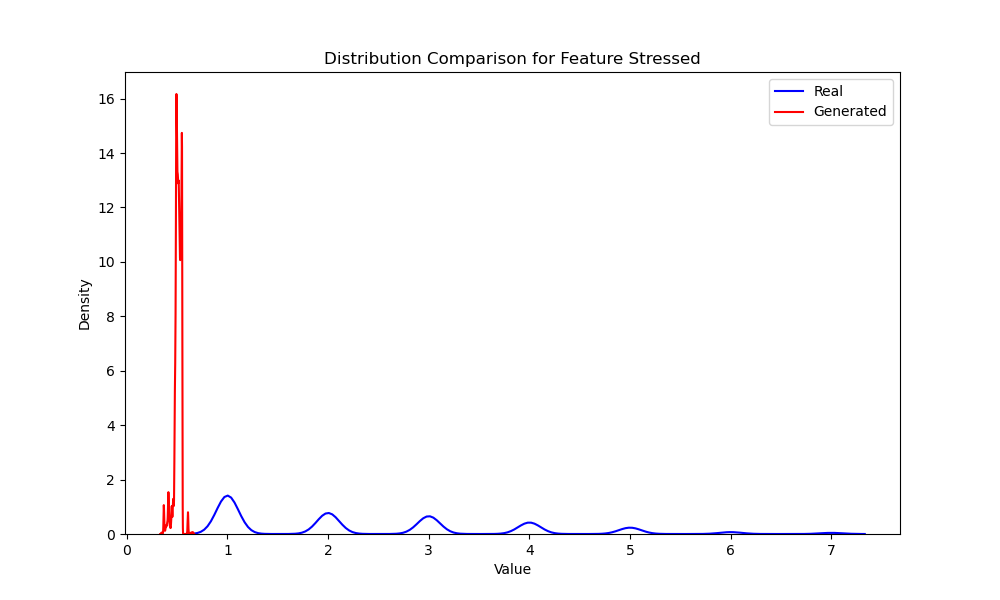 Distribution Comparison for Feature Stressed
Real
Generated
16
14
12
10
8
6
4
2
0
Density
0 1 2 3 4 5 6 7
Value